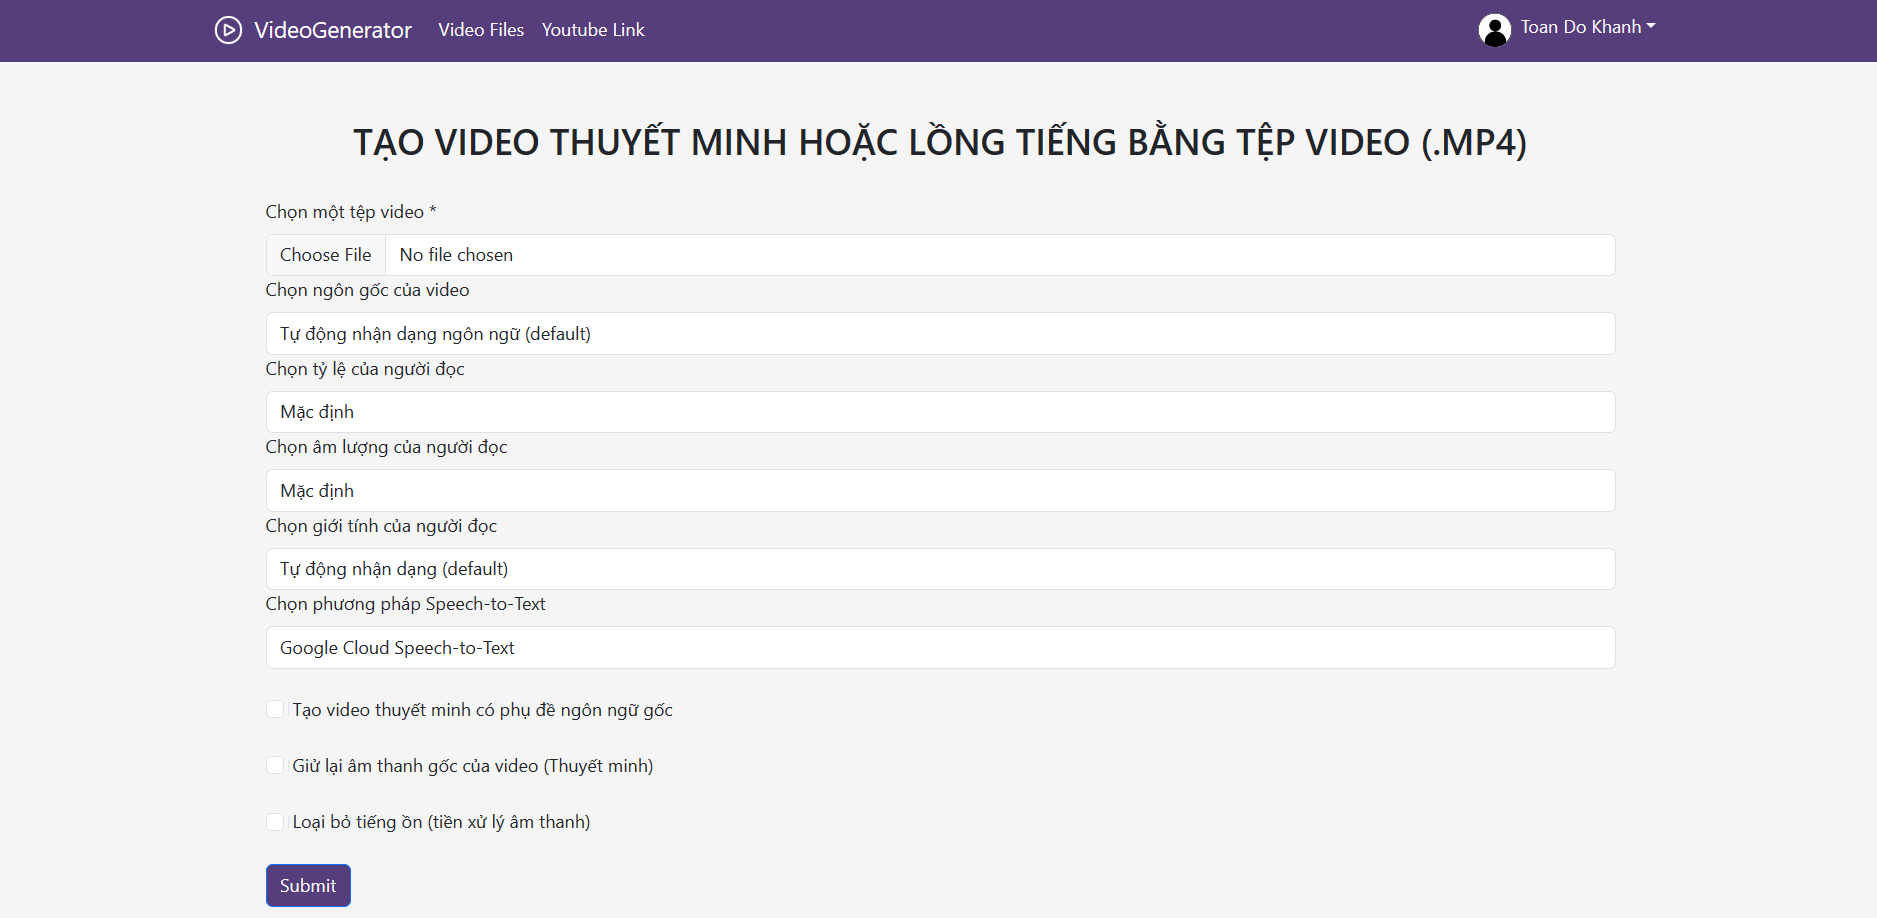 VideoGenerator Video Files Youtube Link Toan Do Khanh
TẠO VIDEO THUYẾT MINH HOẶC LỒNG TIẾNG BẰNG TỆP VIDEO (.MP4)
Chọn một tệp video *
Choose File No file chosen
Chọn ngôn gốc của video
Tự động nhận dạng ngôn ngữ (default)
Chọn tỷ lệ của người đọc
Mặc định
Chọn âm lượng của người đọc
Mặc định
Chọn giới tính của người đọc
Tự động nhận dạng (default)
Chọn phương pháp Speech-to-Text
Google Cloud Speech-to-Text
Tạo video thuyết minh có phụ đề ngôn ngữ gốc
Giử lại âm thanh gốc của video (Thuyết minh)
Loại bỏ tiếng ồn (tiền xử lý âm thanh)
Submit